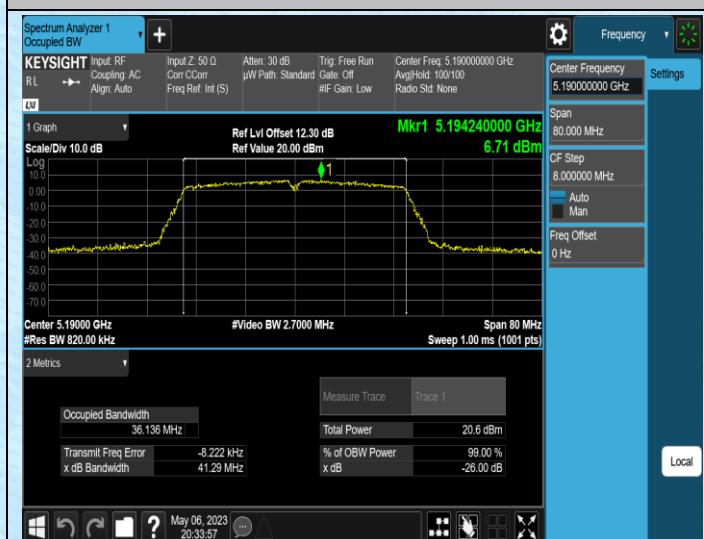 Spectrum Analyzer 1
Occupied BW
Frequency
KEYSIGHT
RL
LXI
Input: RF
Coupling: AC
Align: Auto
Input Z: 50 Ω
Corr CCorr
Freq Ref: Int (S)
Atten: 30 dB
µW Path: Standard
Trig: Free Run
Gate: Off
#IF Gain: Low
Center Freq: 5.190000000 GHz
Avg|Hold: 100/100
Radio Std: None
Center Frequency
5.190000000 GHz
Settings
Span
80.000 MHz
CF Step
8.000000 MHz
Auto
Man
Freq Offset
0 Hz
Local
1 Graph
Scale/Div 10.0 dB
Ref Lvl Offset 12.30 dB
Ref Value 20.00 dBm
Mkr1 5.194240000 GHz
6.71 dBm
Log
10.0
0.00
-10.0
-20.0
-30.0
-40.0
-50.0
-60.0
-70.0
1
Center 5.19000 GHz
#Res BW 820.00 kHz
#Video BW 2.7000 MHz
Span 80 MHz
Sweep 1.00 ms (1001 pts)
2 Metrics
Measure Trace
Trace 1
Occupied Bandwidth
36.136 MHz
Total Power
20.6 dBm
Transmit Freq Error
-8.222 kHz
% of OBW Power
99.00 %
x dB Bandwidth
41.29 MHz
x dB
-26.00 dB
?
May 06, 2023
20:33:57